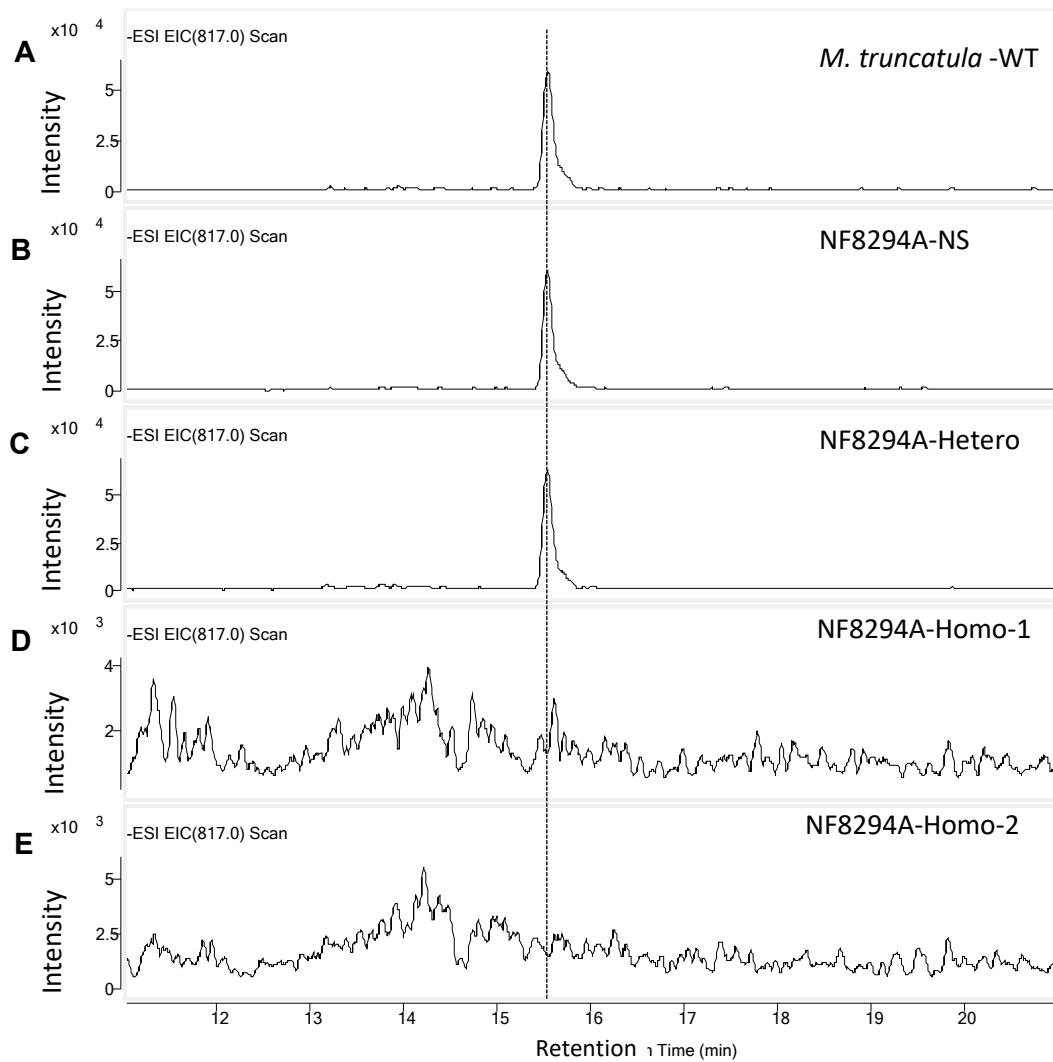 x10 4
-ESI EIC(817.0) Scan
A
M. truncatula -WT
Intensity
5
2.5
0
x10 4
-ESI EIC(817.0) Scan
B
NF8294A-NS
Intensity
5
2.5
0
x10 4
-ESI EIC(817.0) Scan
C
NF8294A-Hetero
Intensity
5
2.5
0
x10 3
-ESI EIC(817.0) Scan
D
NF8294A-Homo-1
Intensity
4
2
x10 3
-ESI EIC(817.0) Scan
E
NF8294A-Homo-2
Intensity
5
2.5
0
12 13 14 15 16 17 18 19 20
Retention Time (min)